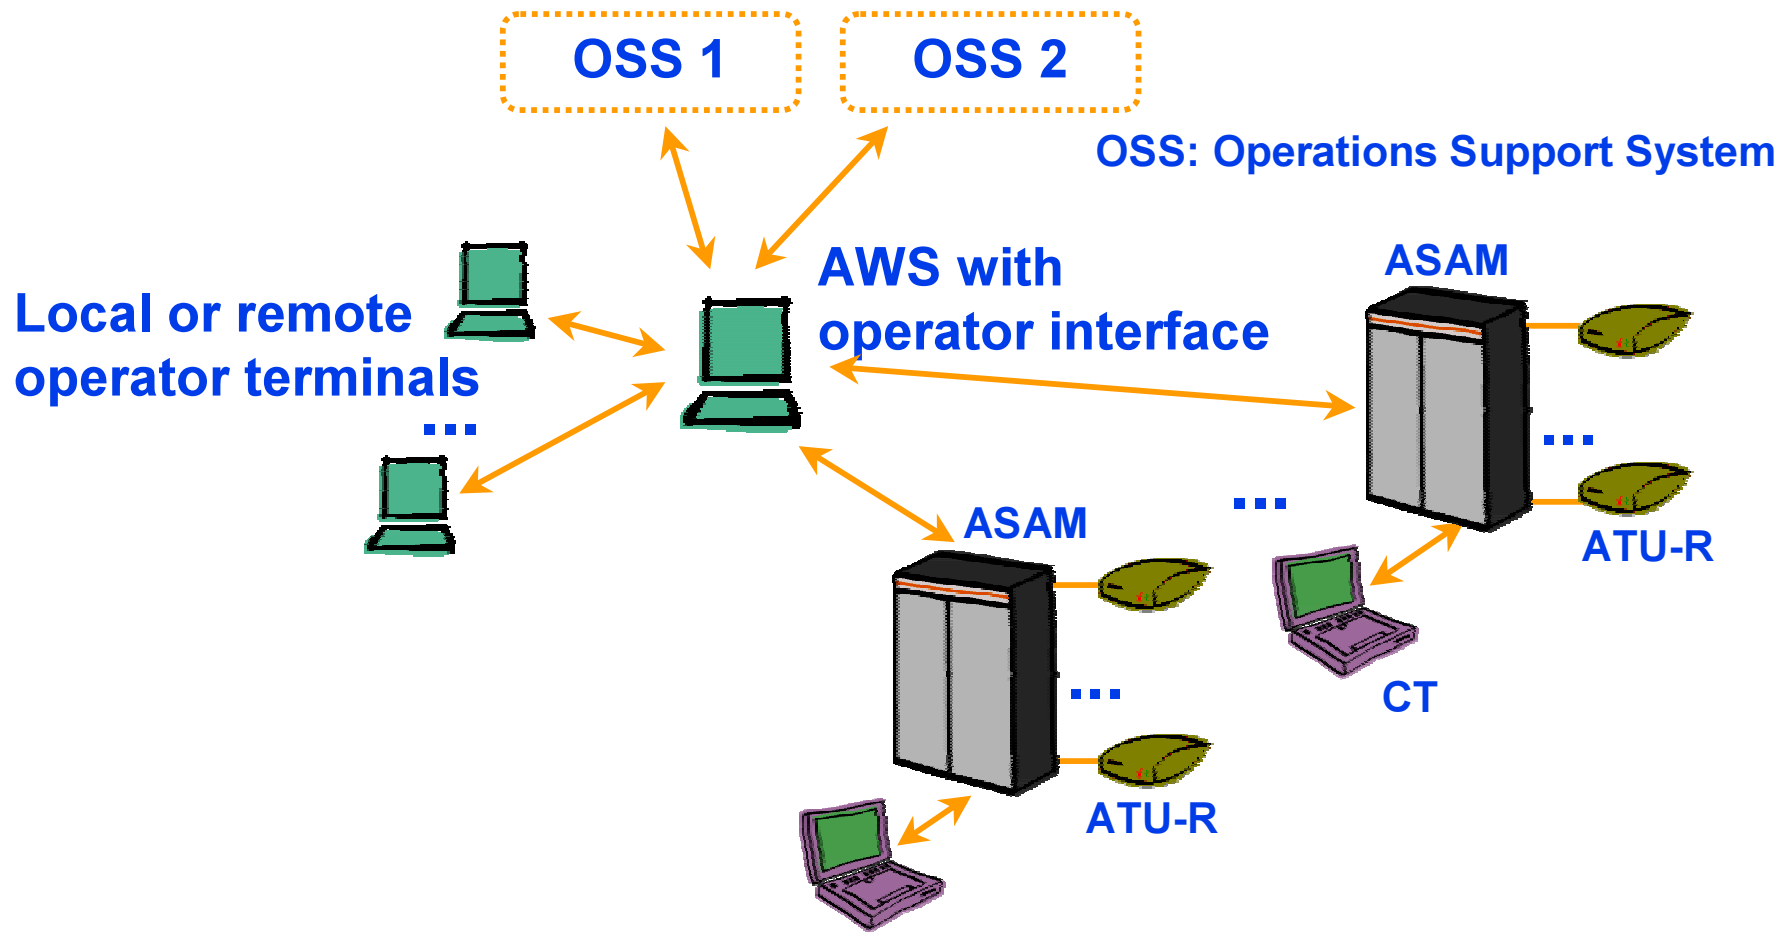 OSS 1
OSS 2
OSS: Operations Support System
AWS with
operator interface
ASAM
Local or remote
operator terminals
...
...
...
ASAM
ATU-R
CT
...
ATU-R